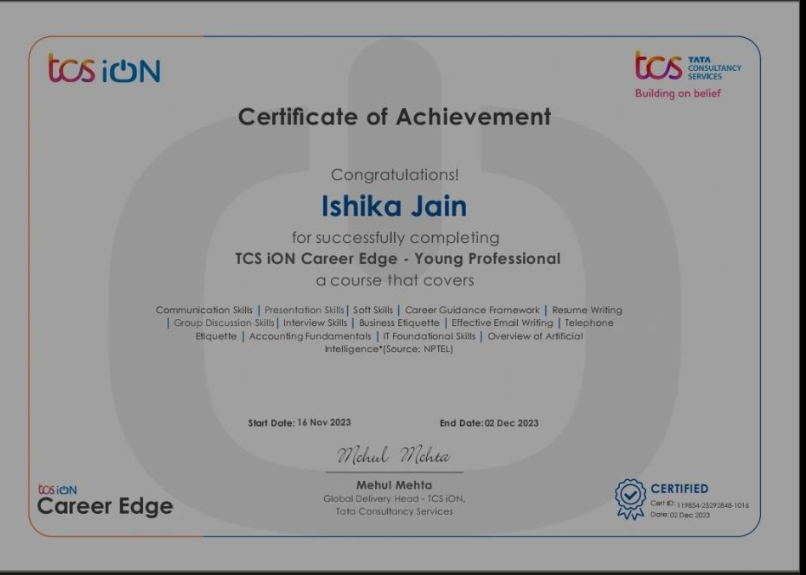 tcs iON
tcs TATA
CONSULTANCY
SERVICES
Building on belief
Certificate of Achievement
Congratulations!
Ishika Jain
for successfully completing
TCS iON Career Edge - Young Professional
a course that covers
Communication Skills | Presentation Skills | Soft Skills | Career Guidance Framework | Resume Writing
| Group Discussion Skills | Interview Skills | Business Etiquette | Effective Email Writing | Telephone
Etiquette | Accounting Fundamentals | IT Foundational Skills | Overview of Artificial
Intelligence*(Source: NPTEL)
Start Date: 16 Nov 2023
End Date: 02 Dec 2023
Mehul Mehta
Mehul Mehta
Global Delivery Head - TCS iON,
Tata Consultancy Services
tcs iON
Career Edge
CERTIFIED
Cert ID: 119854-25292848-1016
Date: 02 Dec 2023